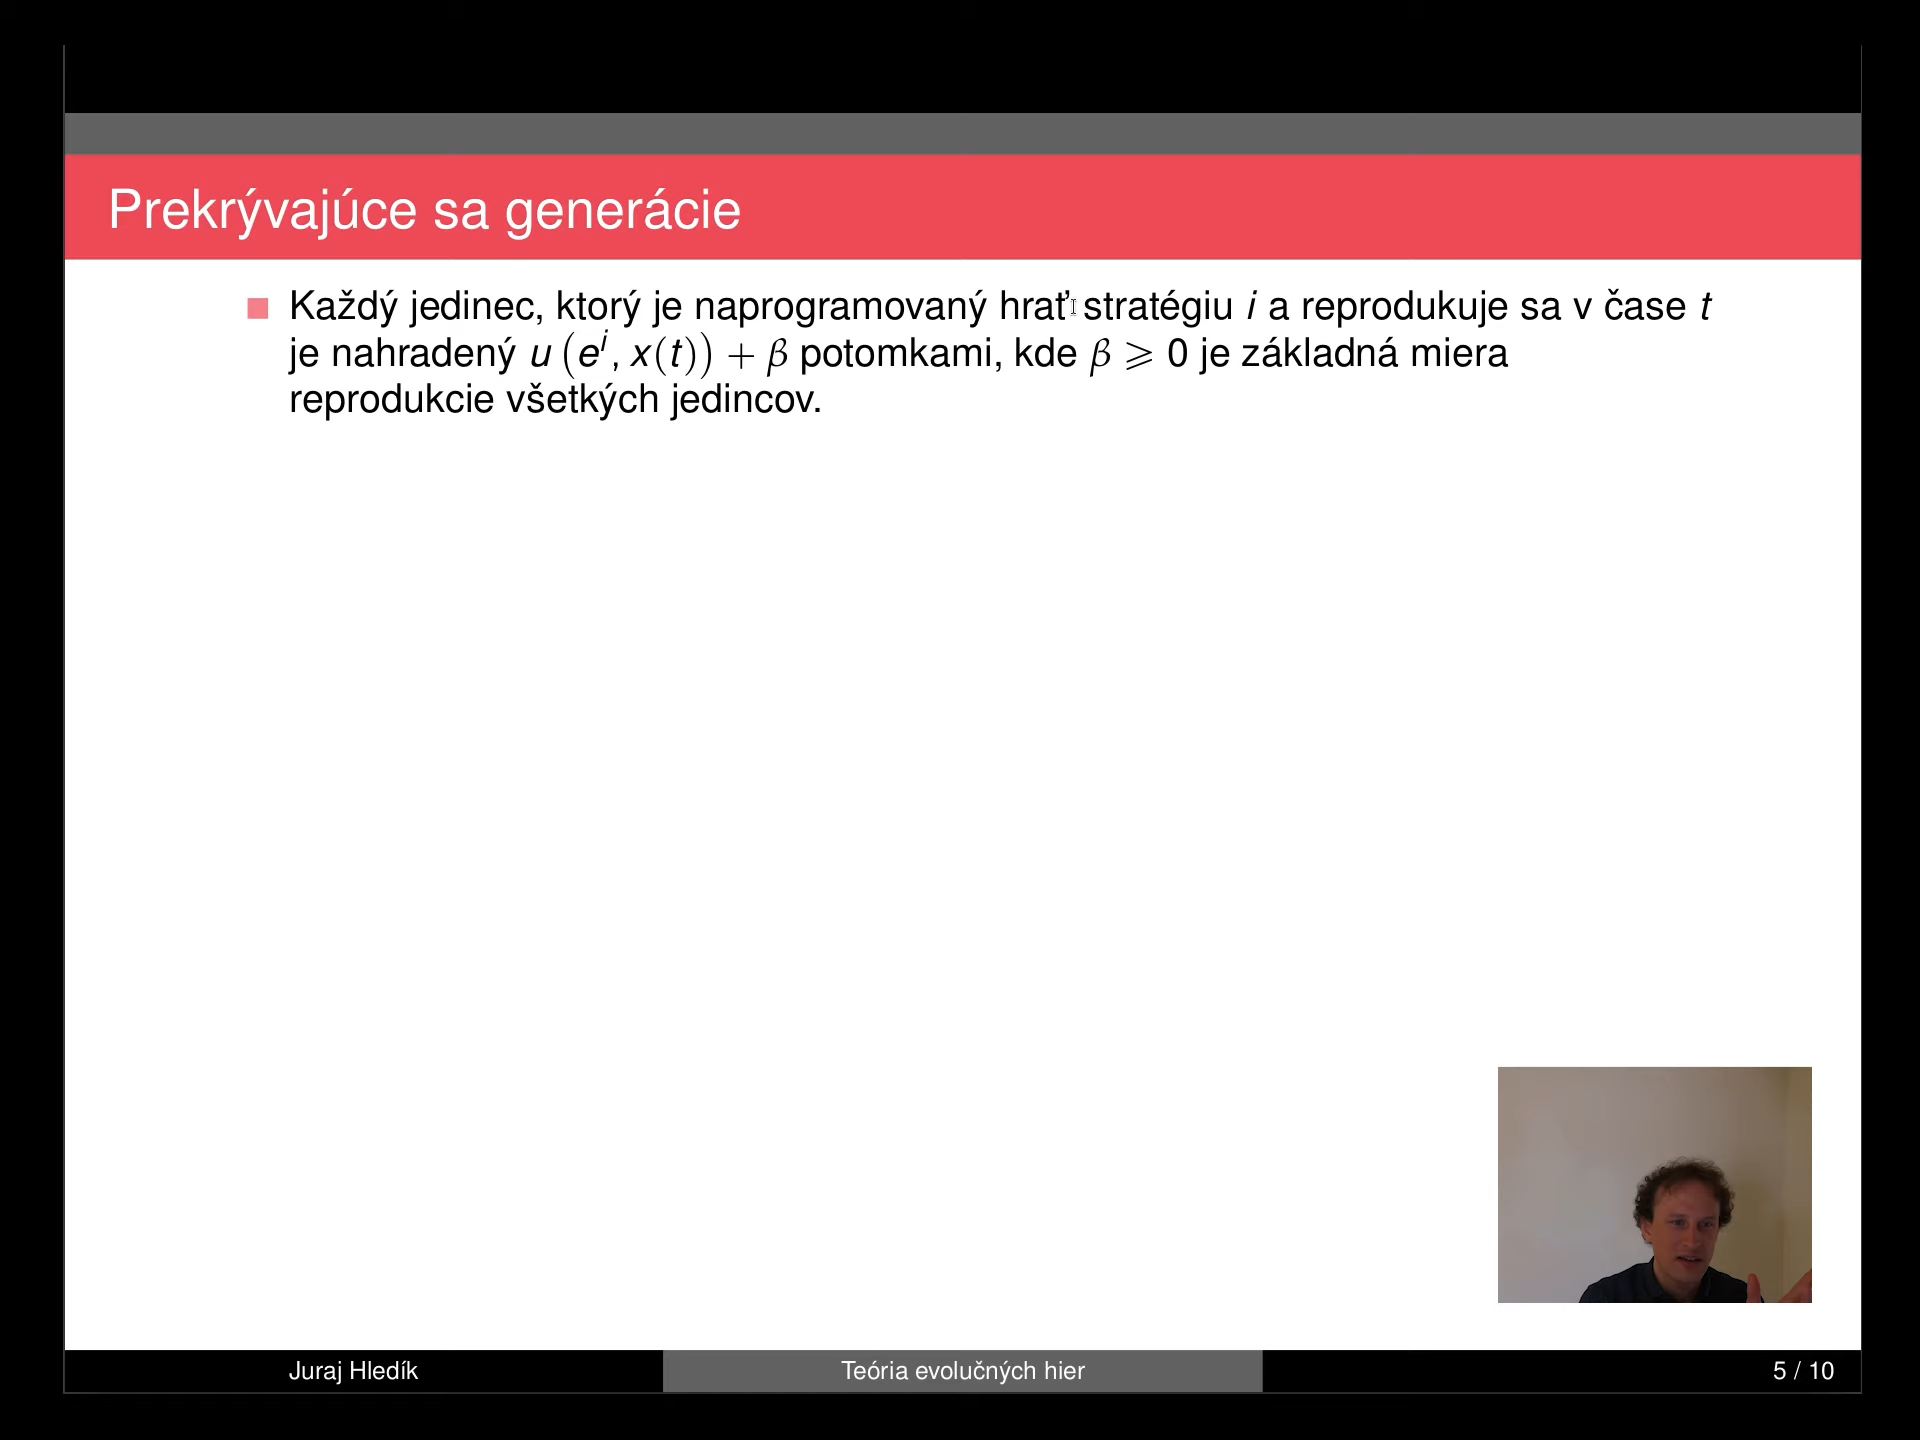 Prekrývajúce sa generácie
Každý jedinec, ktorý je naprogramovaný hrať stratégiu i a reprodukuje sa v čase t
je nahradený u (eⁱ, x(t)) + β potomkami, kde β ⩾ 0 je základná miera
reprodukcie všetkých jedincov.
Juraj Hledík
Teória evolučných hier
5 / 10